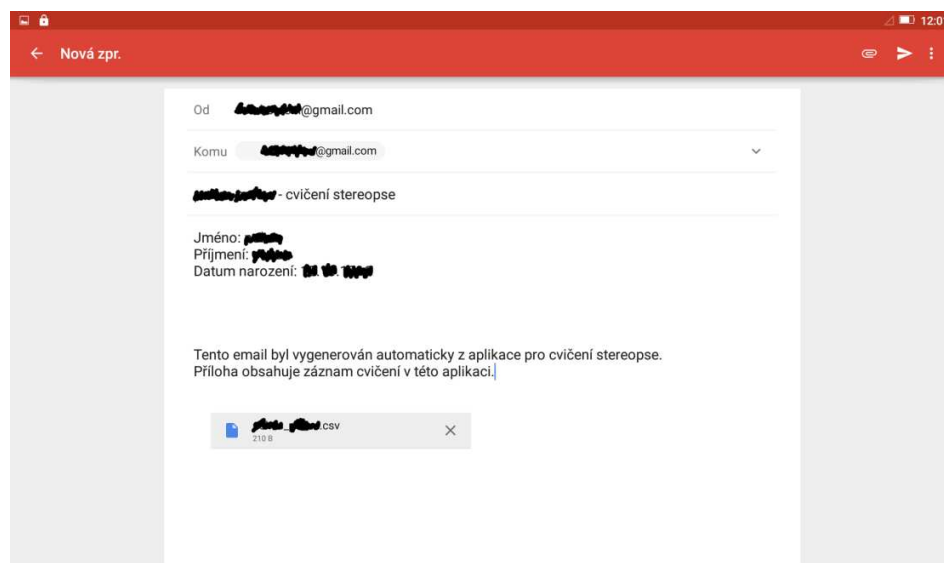 12:0
Nová zpr.
Od @gmail.com
Komu @gmail.com
- cvičení stereopse
Jméno:
Příjmení:
Datum narození:
Tento email byl vygenerován automaticky z aplikace pro cvičení stereopse.
Příloha obsahuje záznam cvičení v této aplikaci.
.csv
210 B